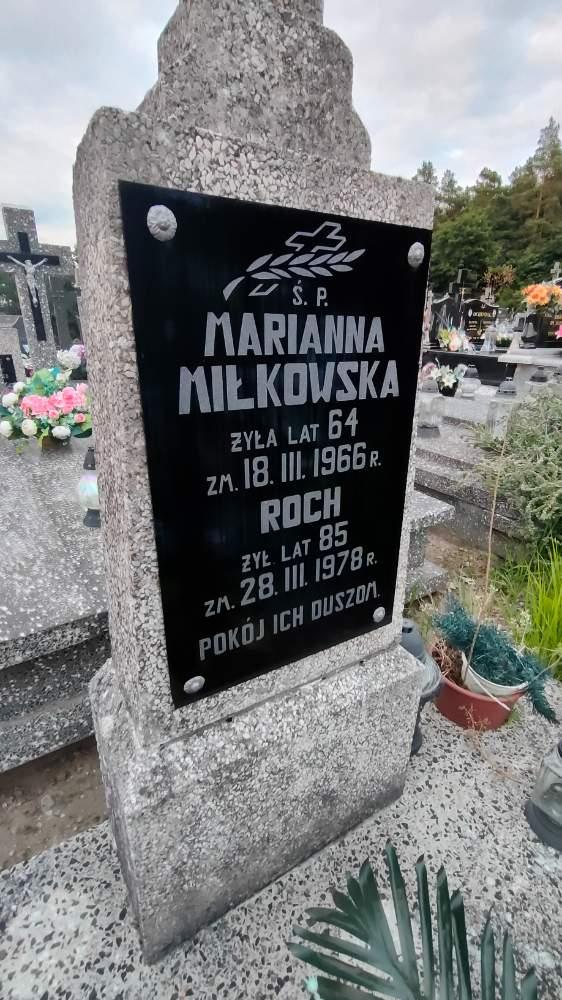 Ś. P.
MARIANNA
MIŁKOWSKA
ŻYŁA LAT 64
ZM. 18. III. 1966 R.
ROCH
ŻYŁ LAT 85
ZM. 28. III. 1978 R.
POKÓJ ICH DUSZOM.